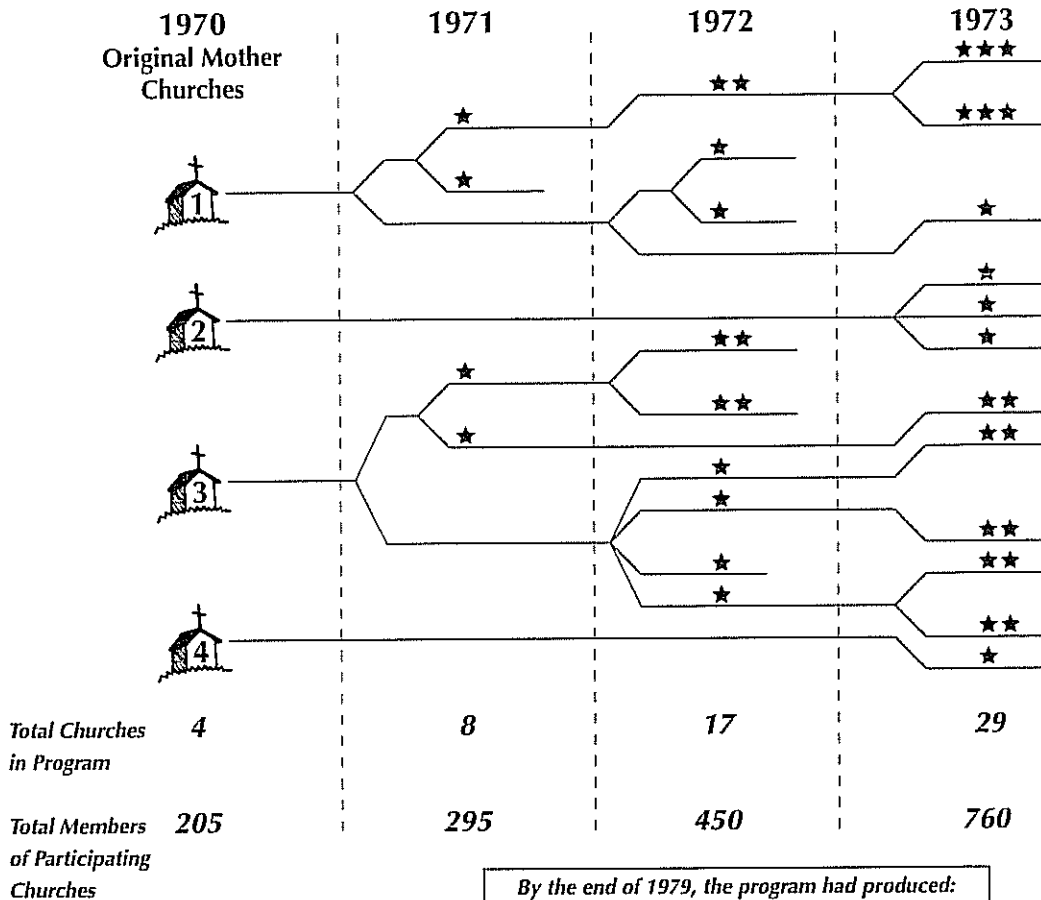 1970 1971 1972 1973
Original Mother
Churches
★★★
★★
★ ★★★
★
★
1
★ ★
★
★
2 ★
★★ ★
★
★★ ★★
★ ★★
★
3 ★
★★
★ ★★
★
4 ★★
★
Total Churches 4 8 17 29
in Program
Total Members 205 295 450 760
of Participating
Churches
By the end of 1979, the program had produced: